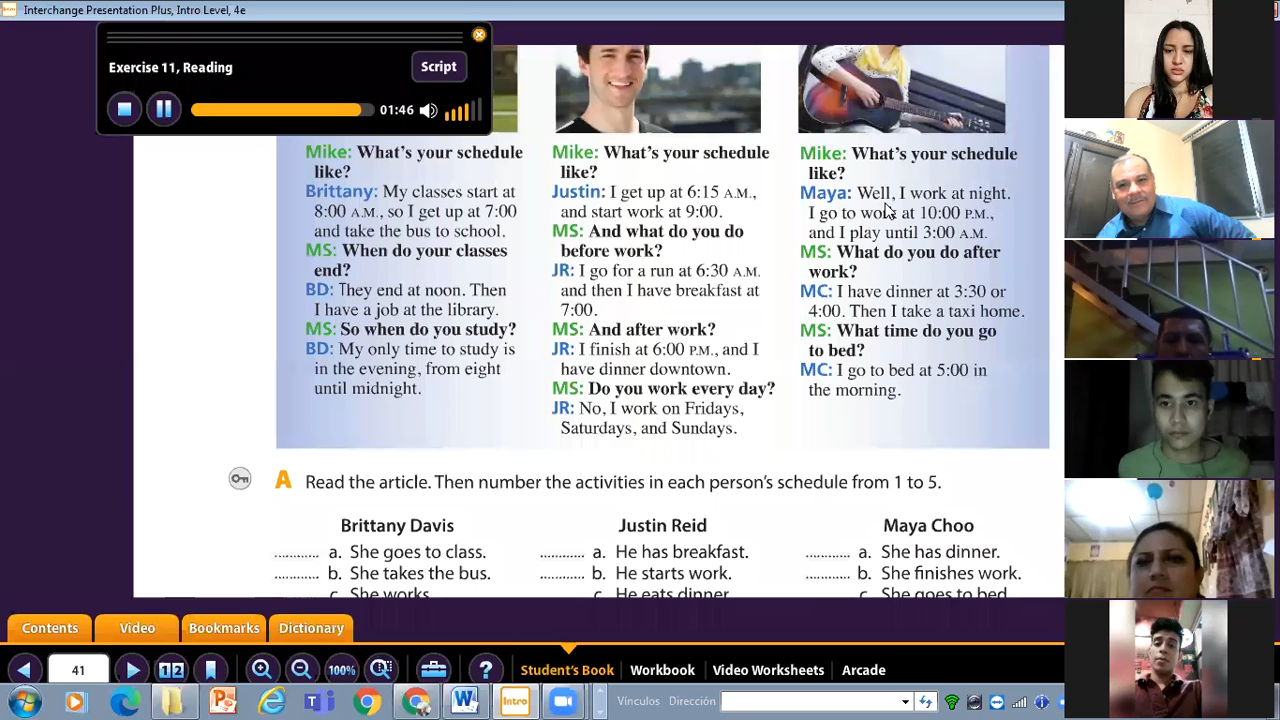 Interchange Presentation Plus, Intro Level, 4e
Exercise 11, Reading
Script
01:46
Mike: What's your schedule
like?
Brittany: My classes start at
8:00 A.M., so I get up at 7:00
and take the bus to school.
MS: When do your classes
end?
BD: They end at noon. Then
I have a job at the library.
MS: So when do you study?
BD: My only time to study is
in the evening, from eight
until midnight.
Mike: What's your schedule
like?
Justin: I get up at 6:15 A.M.,
and start work at 9:00.
MS: And what do you do
before work?
JR: I go for a run at 6:30 A.M.
and then I have breakfast at
7:00.
MS: And after work?
JR: I finish at 6:00 P.M., and I
have dinner downtown.
MS: Do you work every day?
JR: No, I work on Fridays,
Saturdays, and Sundays.
Mike: What's your schedule
like?
Maya: Well, I work at night.
I go to work at 10:00 P.M.,
and I play until 3:00 A.M.
MS: What do you do after
work?
MC: I have dinner at 3:30 or
4:00. Then I take a taxi home.
MS: What time do you go
to bed?
MC: I go to bed at 5:00 in
the morning.
A Read the article. Then number the activities in each person's schedule from 1 to 5.
Brittany Davis
............ a. She goes to class.
............ b. She takes the bus.
c. She works.
Justin Reid
............ a. He has breakfast.
............ b. He starts work.
c. He eats dinner
Maya Choo
............ a. She has dinner.
............ b. She finishes work.
c. She goes to bed
Contents Video Bookmarks Dictionary
41 12 100% ? Student's Book Workbook Video Worksheets Arcade
Intro Vínculos Dirección